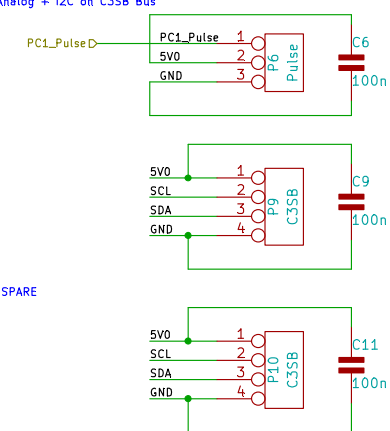 Analog + I2C on C3SB Bus
PC1_Pulse
PC1_Pulse 1
5V0 2
GND 3
P6
Pulse
C6
100n
5V0 1
SCL 2
SDA 3
GND 4
P9
C3SB
C9
100n
SPARE
5V0 1
SCL 2
SDA 3
GND 4
P10
C3SB
C11
100n